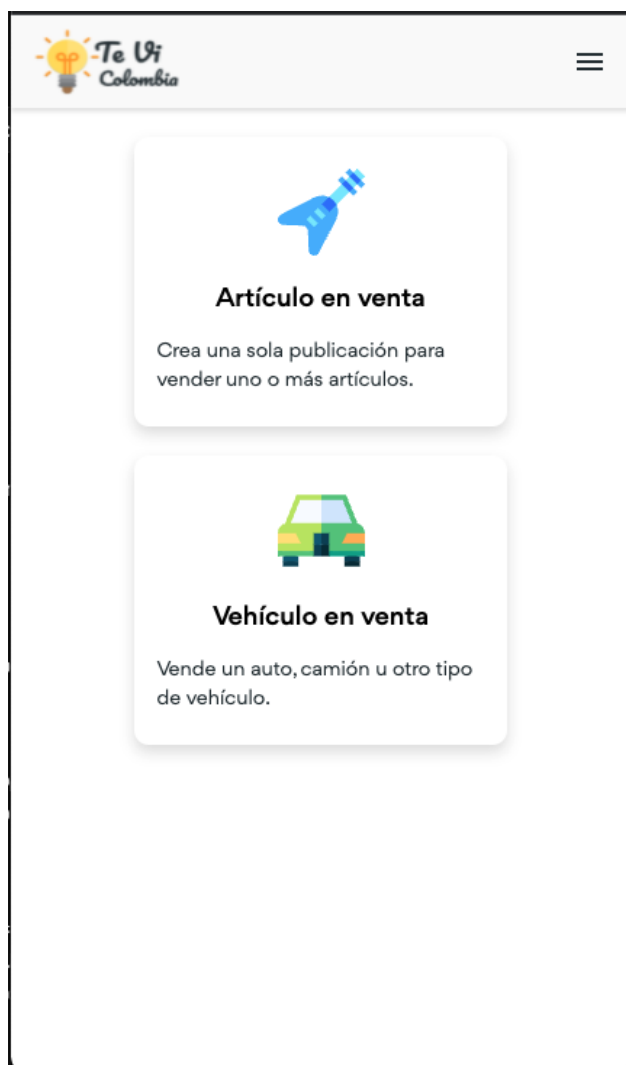 Te Vi
Colombia
Artículo en venta
Crea una sola publicación para
vender uno o más artículos.
Vehículo en venta
Vende un auto, camión u otro tipo
de vehículo.